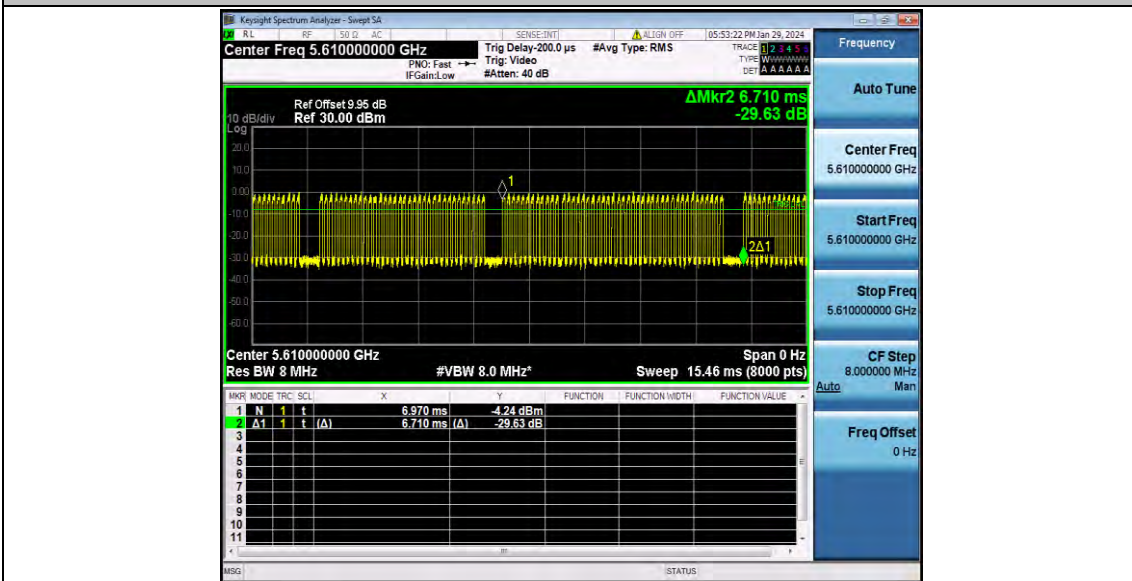 Keysight Spectrum Analyzer - Swept SA
RL RF 50 Ω AC SENSE:INT ALIGN OFF 05:53:22 PM Jan 29, 2024
Center Freq 5.610000000 GHz
PNO: Fast
IFGain:Low
Trig Delay-200.0 µs
Trig: Video
#Atten: 40 dB
#Avg Type: RMS
TRACE 1 2 3 4 5 6
TYPE W
DET A A A A A A
Frequency
Auto Tune
Center Freq
5.610000000 GHz
Start Freq
5.610000000 GHz
Stop Freq
5.610000000 GHz
CF Step
8.000000 MHz
Auto Man
Freq Offset
0 Hz
ΔMkr2 6.710 ms
-29.63 dB
Ref Offset 9.95 dB
10 dB/div Ref 30.00 dBm
Log
20.0
10.0
0.00
-10.0
-20.0
-30.0
-40.0
-50.0
-60.0
1
2Δ1
Center 5.610000000 GHz Span 0 Hz
Res BW 8 MHz #VBW 8.0 MHz* Sweep 15.46 ms (8000 pts)
MKR MODE TRC SCL X Y FUNCTION FUNCTION WIDTH FUNCTION VALUE
1 N 1 t 6.970 ms -4.24 dBm
2 Δ1 1 t (Δ) 6.710 ms (Δ) -29.63 dB
3
4
5
6
7
8
9
10
11
MSG STATUS